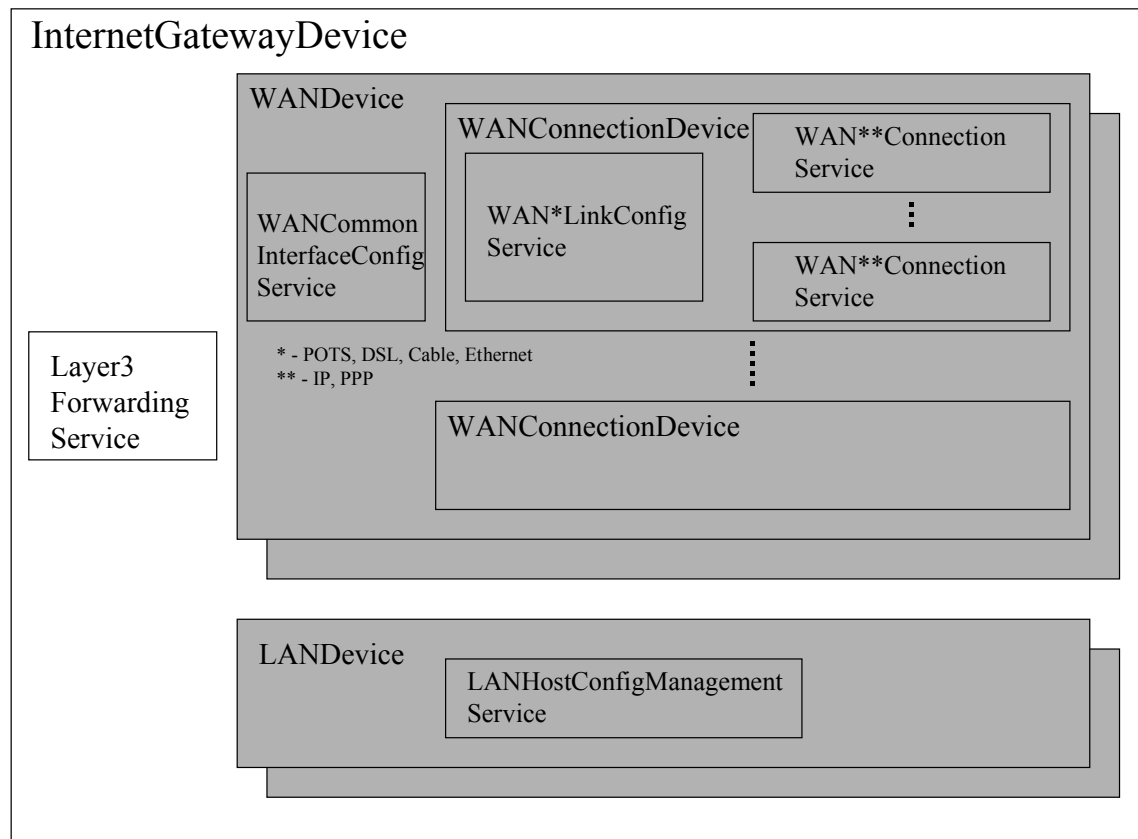 InternetGatewayDevice
WANDevice
WANConnectionDevice
WAN**Connection
Service
WANCommon
InterfaceConfig
Service
WAN*LinkConfig
Service
WAN**Connection
Service
* - POTS, DSL, Cable, Ethernet
** - IP, PPP
Layer3
Forwarding
Service
WANConnectionDevice
LANDevice
LANHostConfigManagement
Service